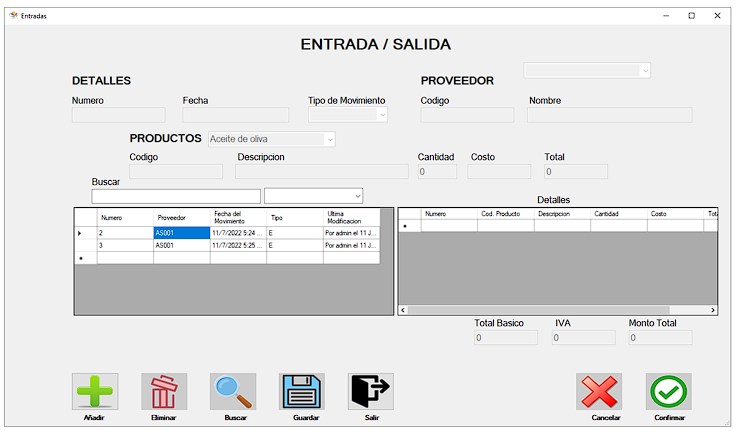 Entradas
ENTRADA / SALIDA
DETALLES
PROVEEDOR
Numero Fecha Tipo de Movimiento Codigo Nombre
PRODUCTOS Aceite de oliva
Codigo Descripcion Cantidad Costo Total
0 0
Buscar
Detalles
Numero Proveedor Fecha del Movimiento Tipo Ultima Modificacion
2 AS001 11/7/2022 5:24 ... E Por admin el 11 J...
3 AS001 11/7/2022 5:25 ... E Por admin el 11 J...
Numero Cod. Producto Descripcion Cantidad Costo Tota
Total Basico IVA Monto Total
0 0 0
Añadir Eliminar Buscar Guardar Salir Cancelar Confirmar